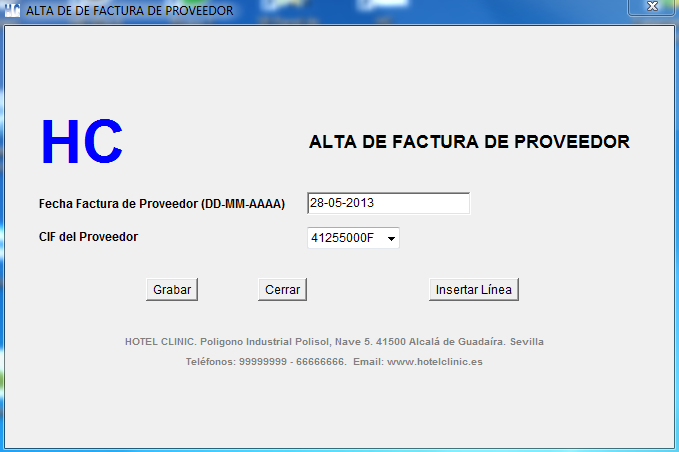 HC ALTA DE DE FACTURA DE PROVEEDOR
HC
ALTA DE FACTURA DE PROVEEDOR
Fecha Factura de Proveedor (DD-MM-AAAA) 28-05-2013
CIF del Proveedor 41255000F
Grabar Cerrar Insertar Línea
HOTEL CLINIC. Poligono Industrial Polisol, Nave 5. 41500 Alcalá de Guadaíra. Sevilla
Teléfonos: 99999999 - 66666666. Email: www.hotelclinic.es